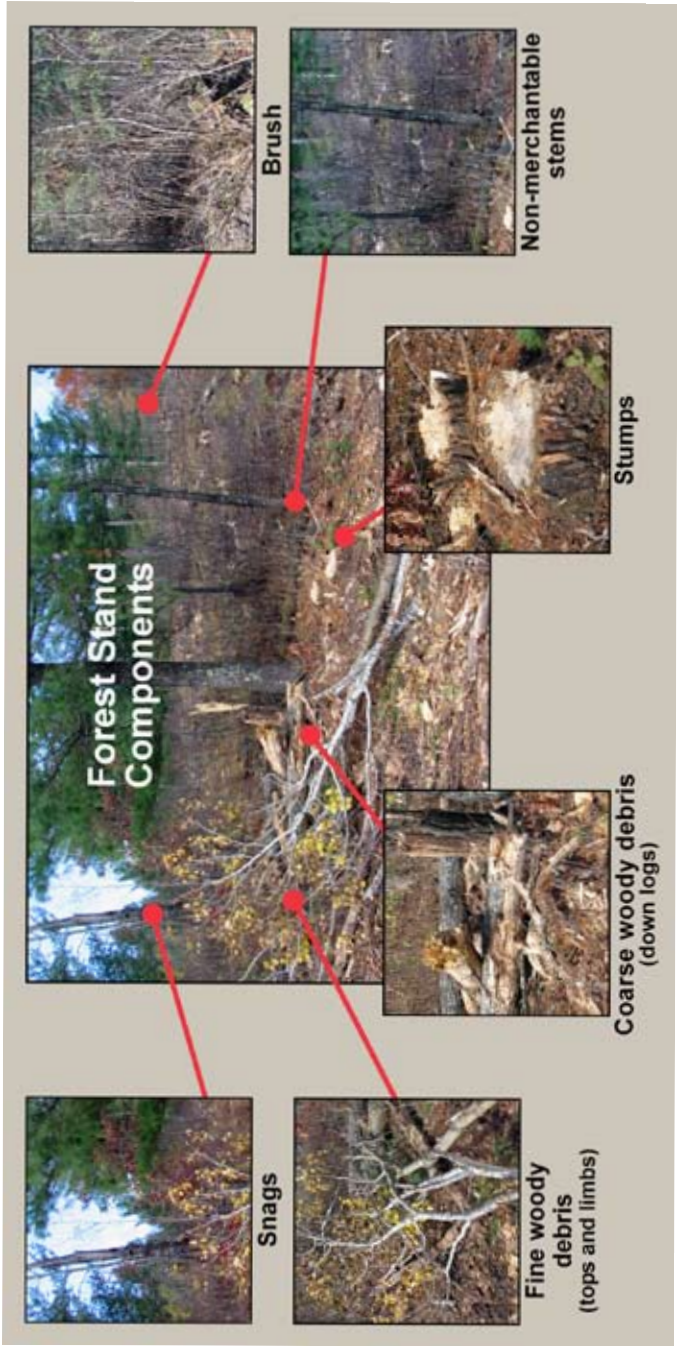 Forest Stand
Components
Snags
Fine woody
debris
(tops and limbs)
Coarse woody debris
(down logs)
Stumps
Brush
Non-merchantable
stems